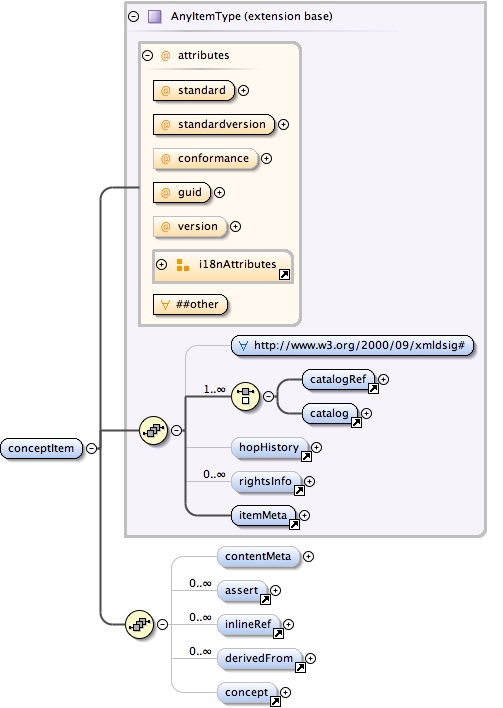 AnyItemType (extension base)
@ attributes
@ standard
@ standardversion
@ conformance
@ guid
@ version
i18nAttributes
∀ ##other
∀ http://www.w3.org/2000/09/xmldsig#
1..∞
catalogRef
catalog
conceptItem
hopHistory
0..∞
rightsInfo
itemMeta
contentMeta
0..∞
assert
0..∞
inlineRef
0..∞
derivedFrom
concept